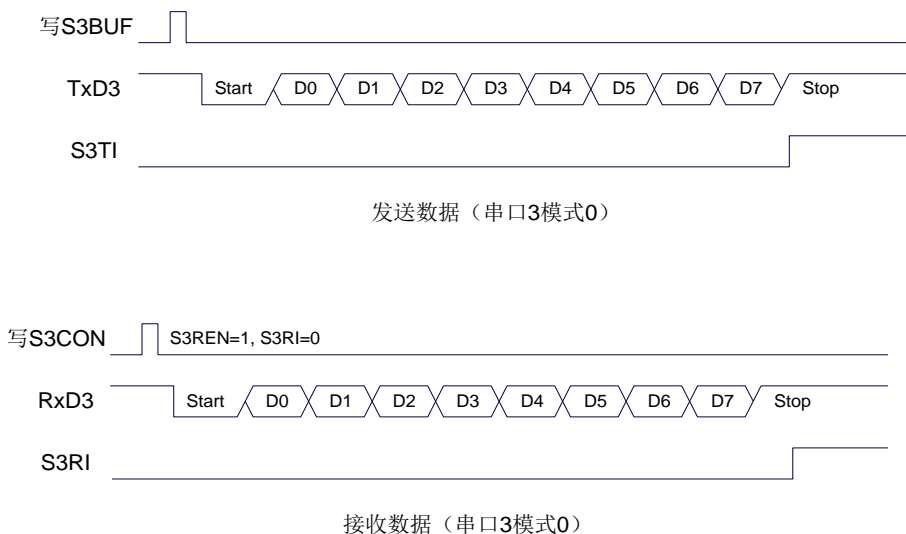 写S3BUF
TxD3 Start D0 D1 D2 D3 D4 D5 D6 D7 Stop
S3TI
发送数据（串口3模式0）
写S3CON S3REN=1, S3RI=0
RxD3 Start D0 D1 D2 D3 D4 D5 D6 D7 Stop
S3RI
接收数据（串口3模式0）